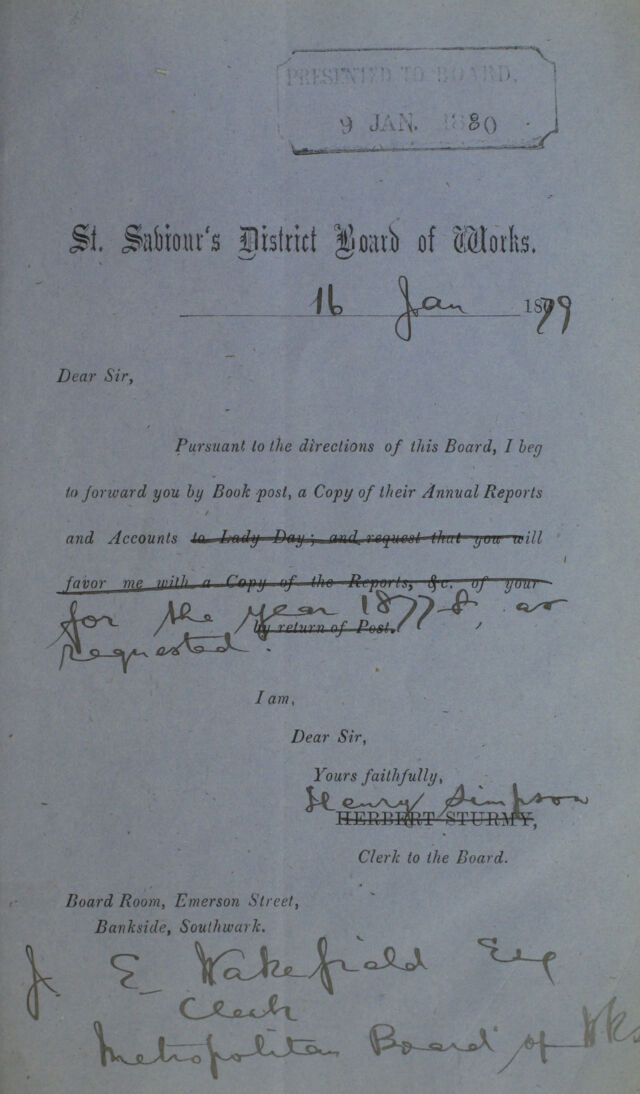 PRESENTED TO BOARD.
9 JAN. 1880
St. Saviour's District Board of Works.
16 Jan 1879
Dear Sir,
Pursuant to the directions of this Board, I beg
to forward you by Book post, a Copy of their Annual Reports
and Accounts to Lady Day; and request that you will
favor me with a Copy of the Reports, &c. of your
for the year 1877-8, as
by return of Post.
requested.
I am,
Dear Sir,
Yours faithfully,
Henry Simpson
HERBERT STURMY,
Clerk to the Board.
Board Room, Emerson Street,
Bankside, Southwark.
J. E. Wakefield Esq
Clerk
Metropolitan Board of Wks